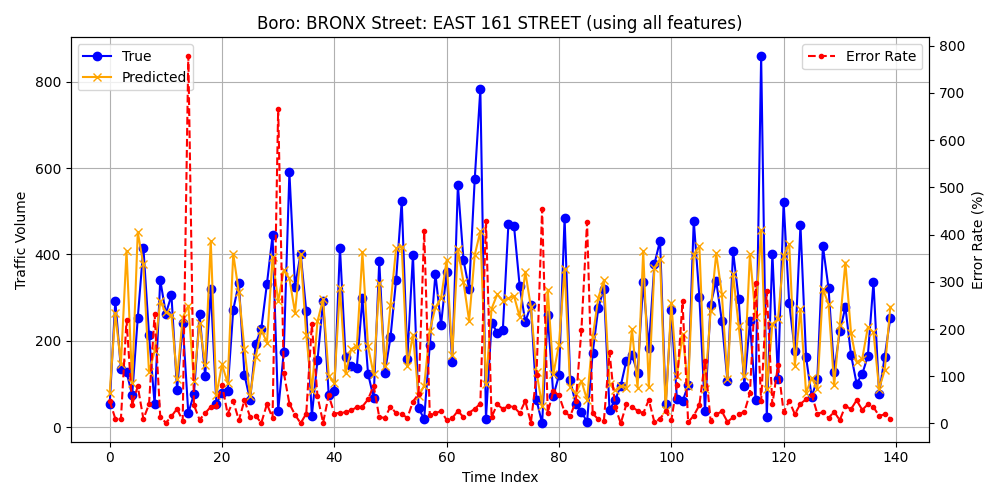 Boro: BRONX Street: EAST 161 STREET (using all features)
True
Predicted
Error Rate
Traffic Volume
Error Rate (%)
0
200
400
600
800
0
100
200
300
400
500
600
700
800
0 20 40 60 80 100 120 140
Time Index